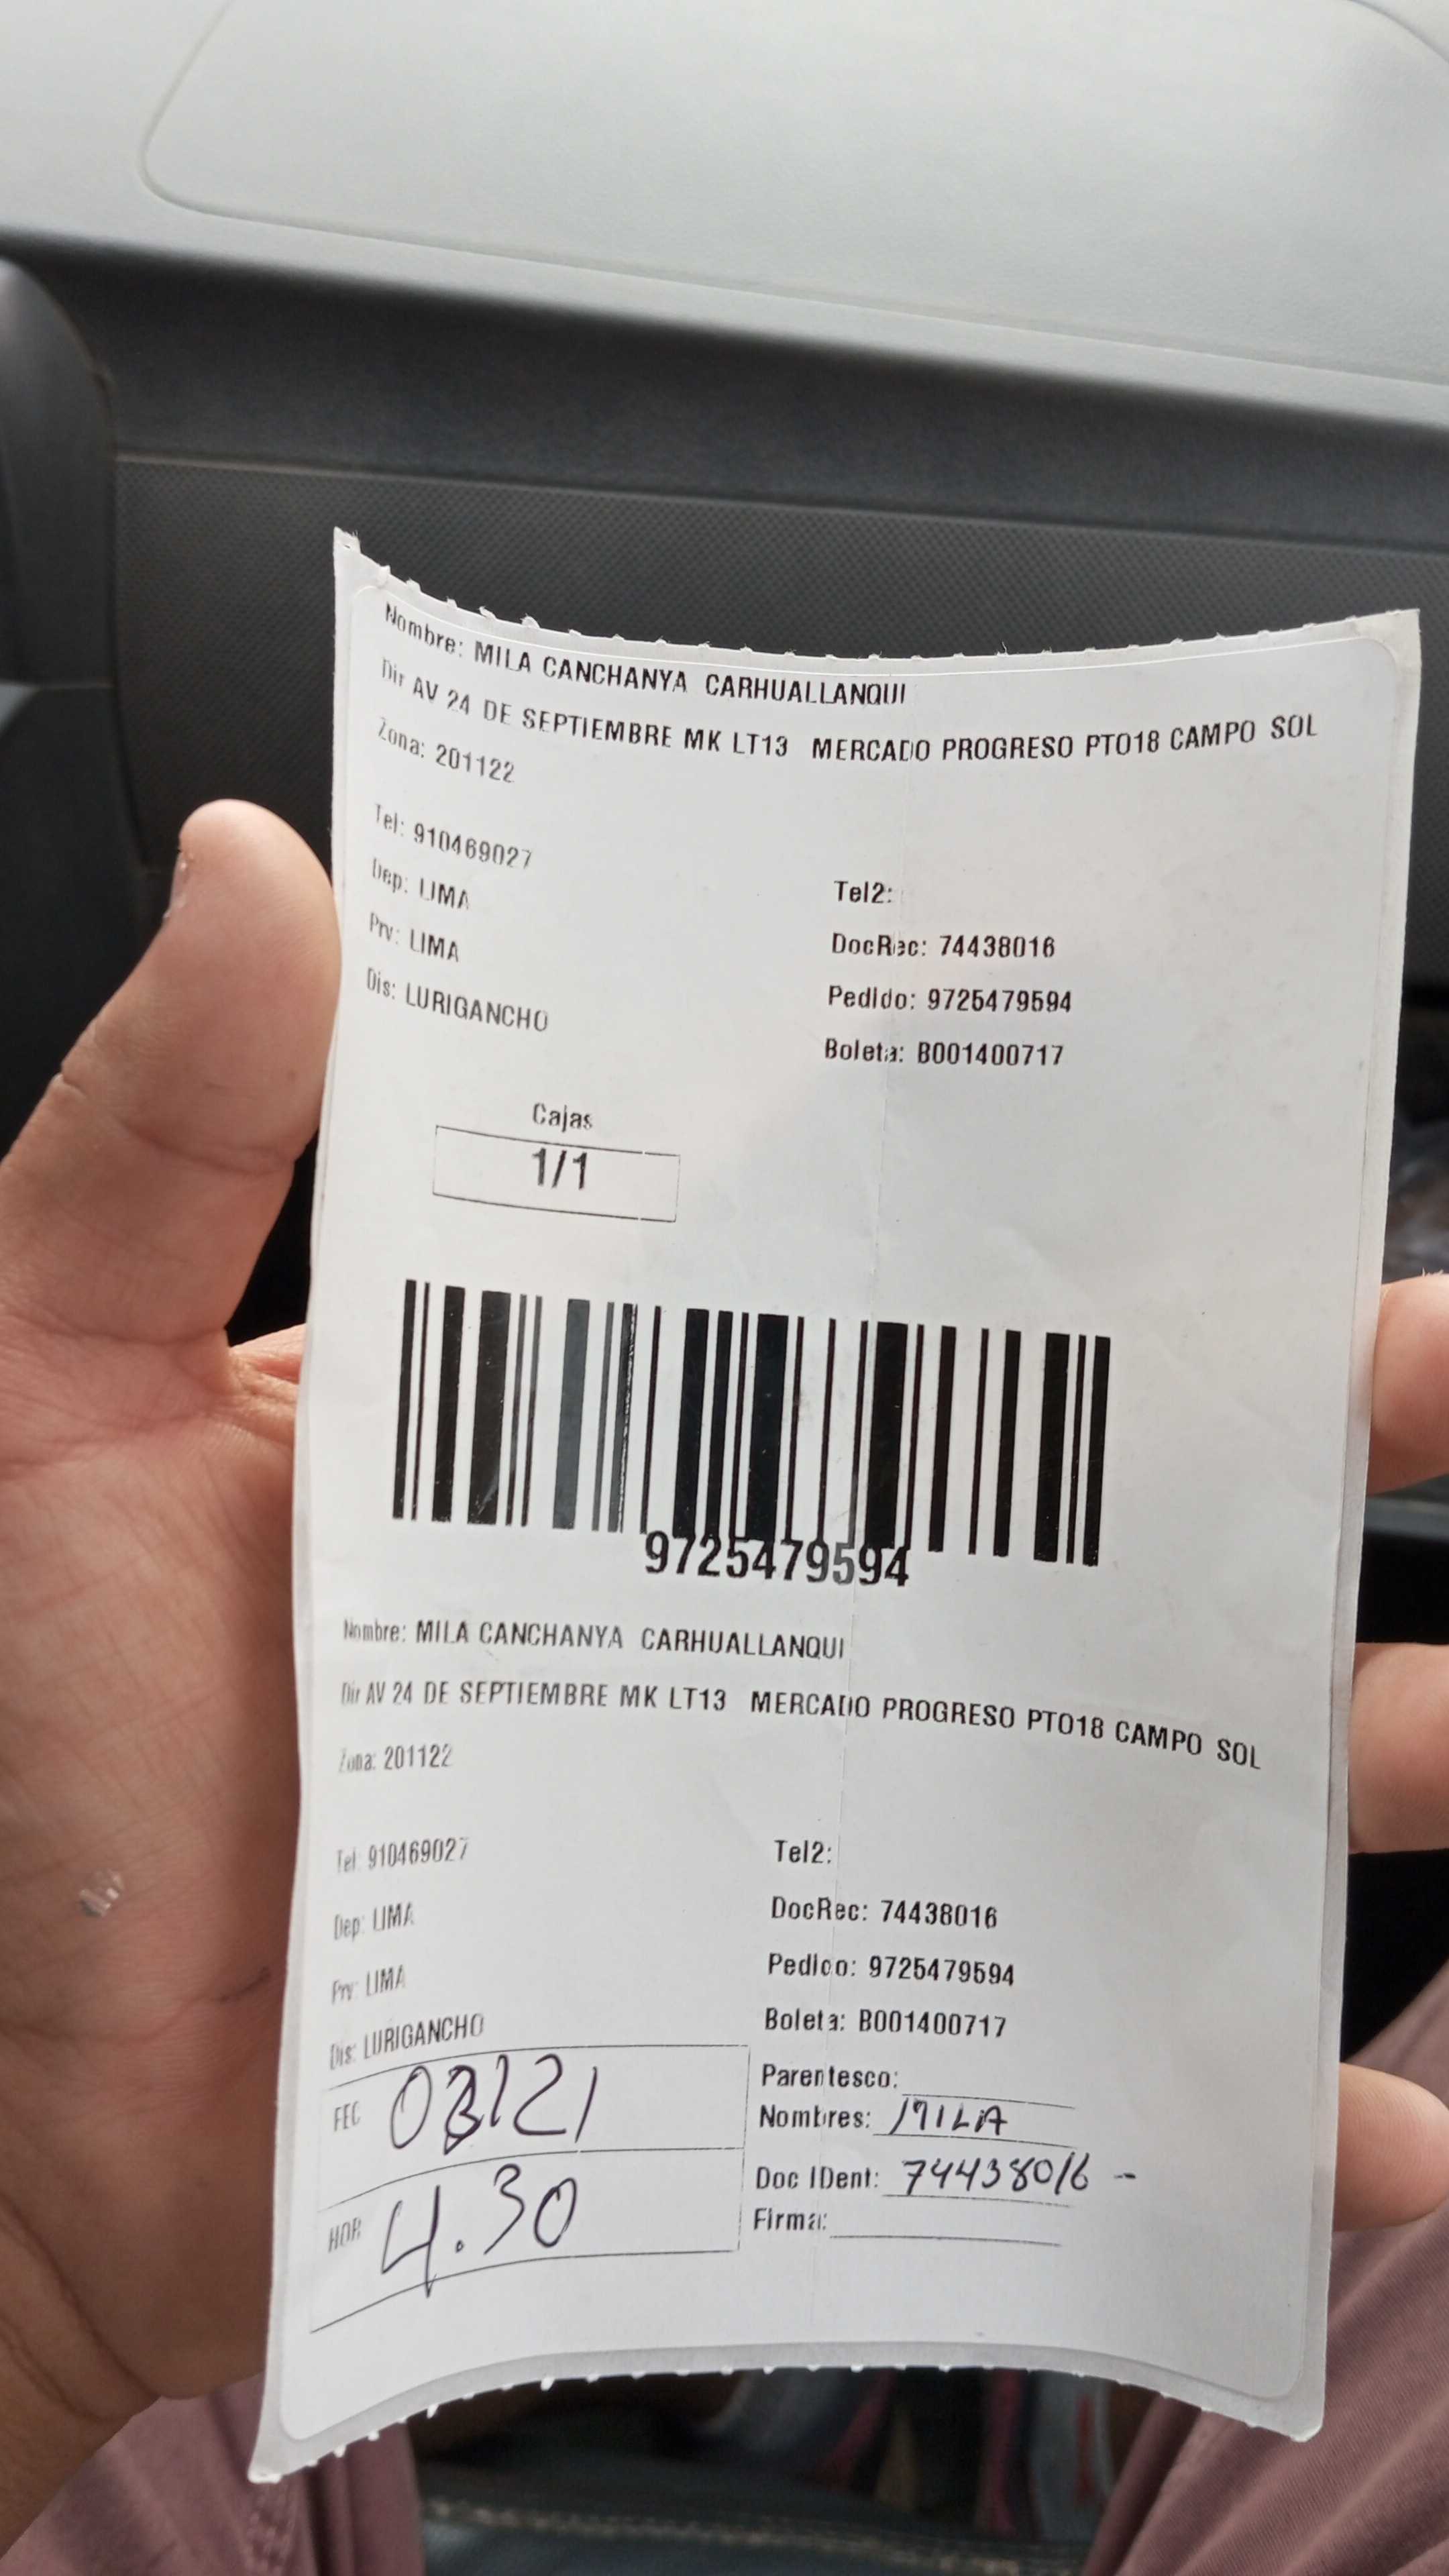 Nombre: MILA CANCHANYA CARHUALLANQUI
Dir AV 24 DE SEPTIEMBRE MK LT13 MERCADO PROGRESO PTO18 CAMPO SOL
Zona: 201122
Tel: 910469027
Tel2:
Dep: LIMA
DocRec: 74438016
Prv: LIMA
Pedido: 9725479594
Dis: LURIGANCHO
Boleta: B001400717
Cajas
1/1
9725479594
Nombre: MILA CANCHANYA CARHUALLANQUI
Dir AV 24 DE SEPTIEMBRE MK LT13 MERCADO PROGRESO PTO18 CAMPO SOL
Zona: 201122
Tel: 910469027
Tel2:
Dep: LIMA
DocRec: 74438016
Prv: LIMA
Pedido: 9725479594
Dis: LURIGANCHO
Boleta: B001400717
FEC
Parentesco:
Nombres: MILA
HOR 4.30
Doc IDent: 74438016 -
Firma: